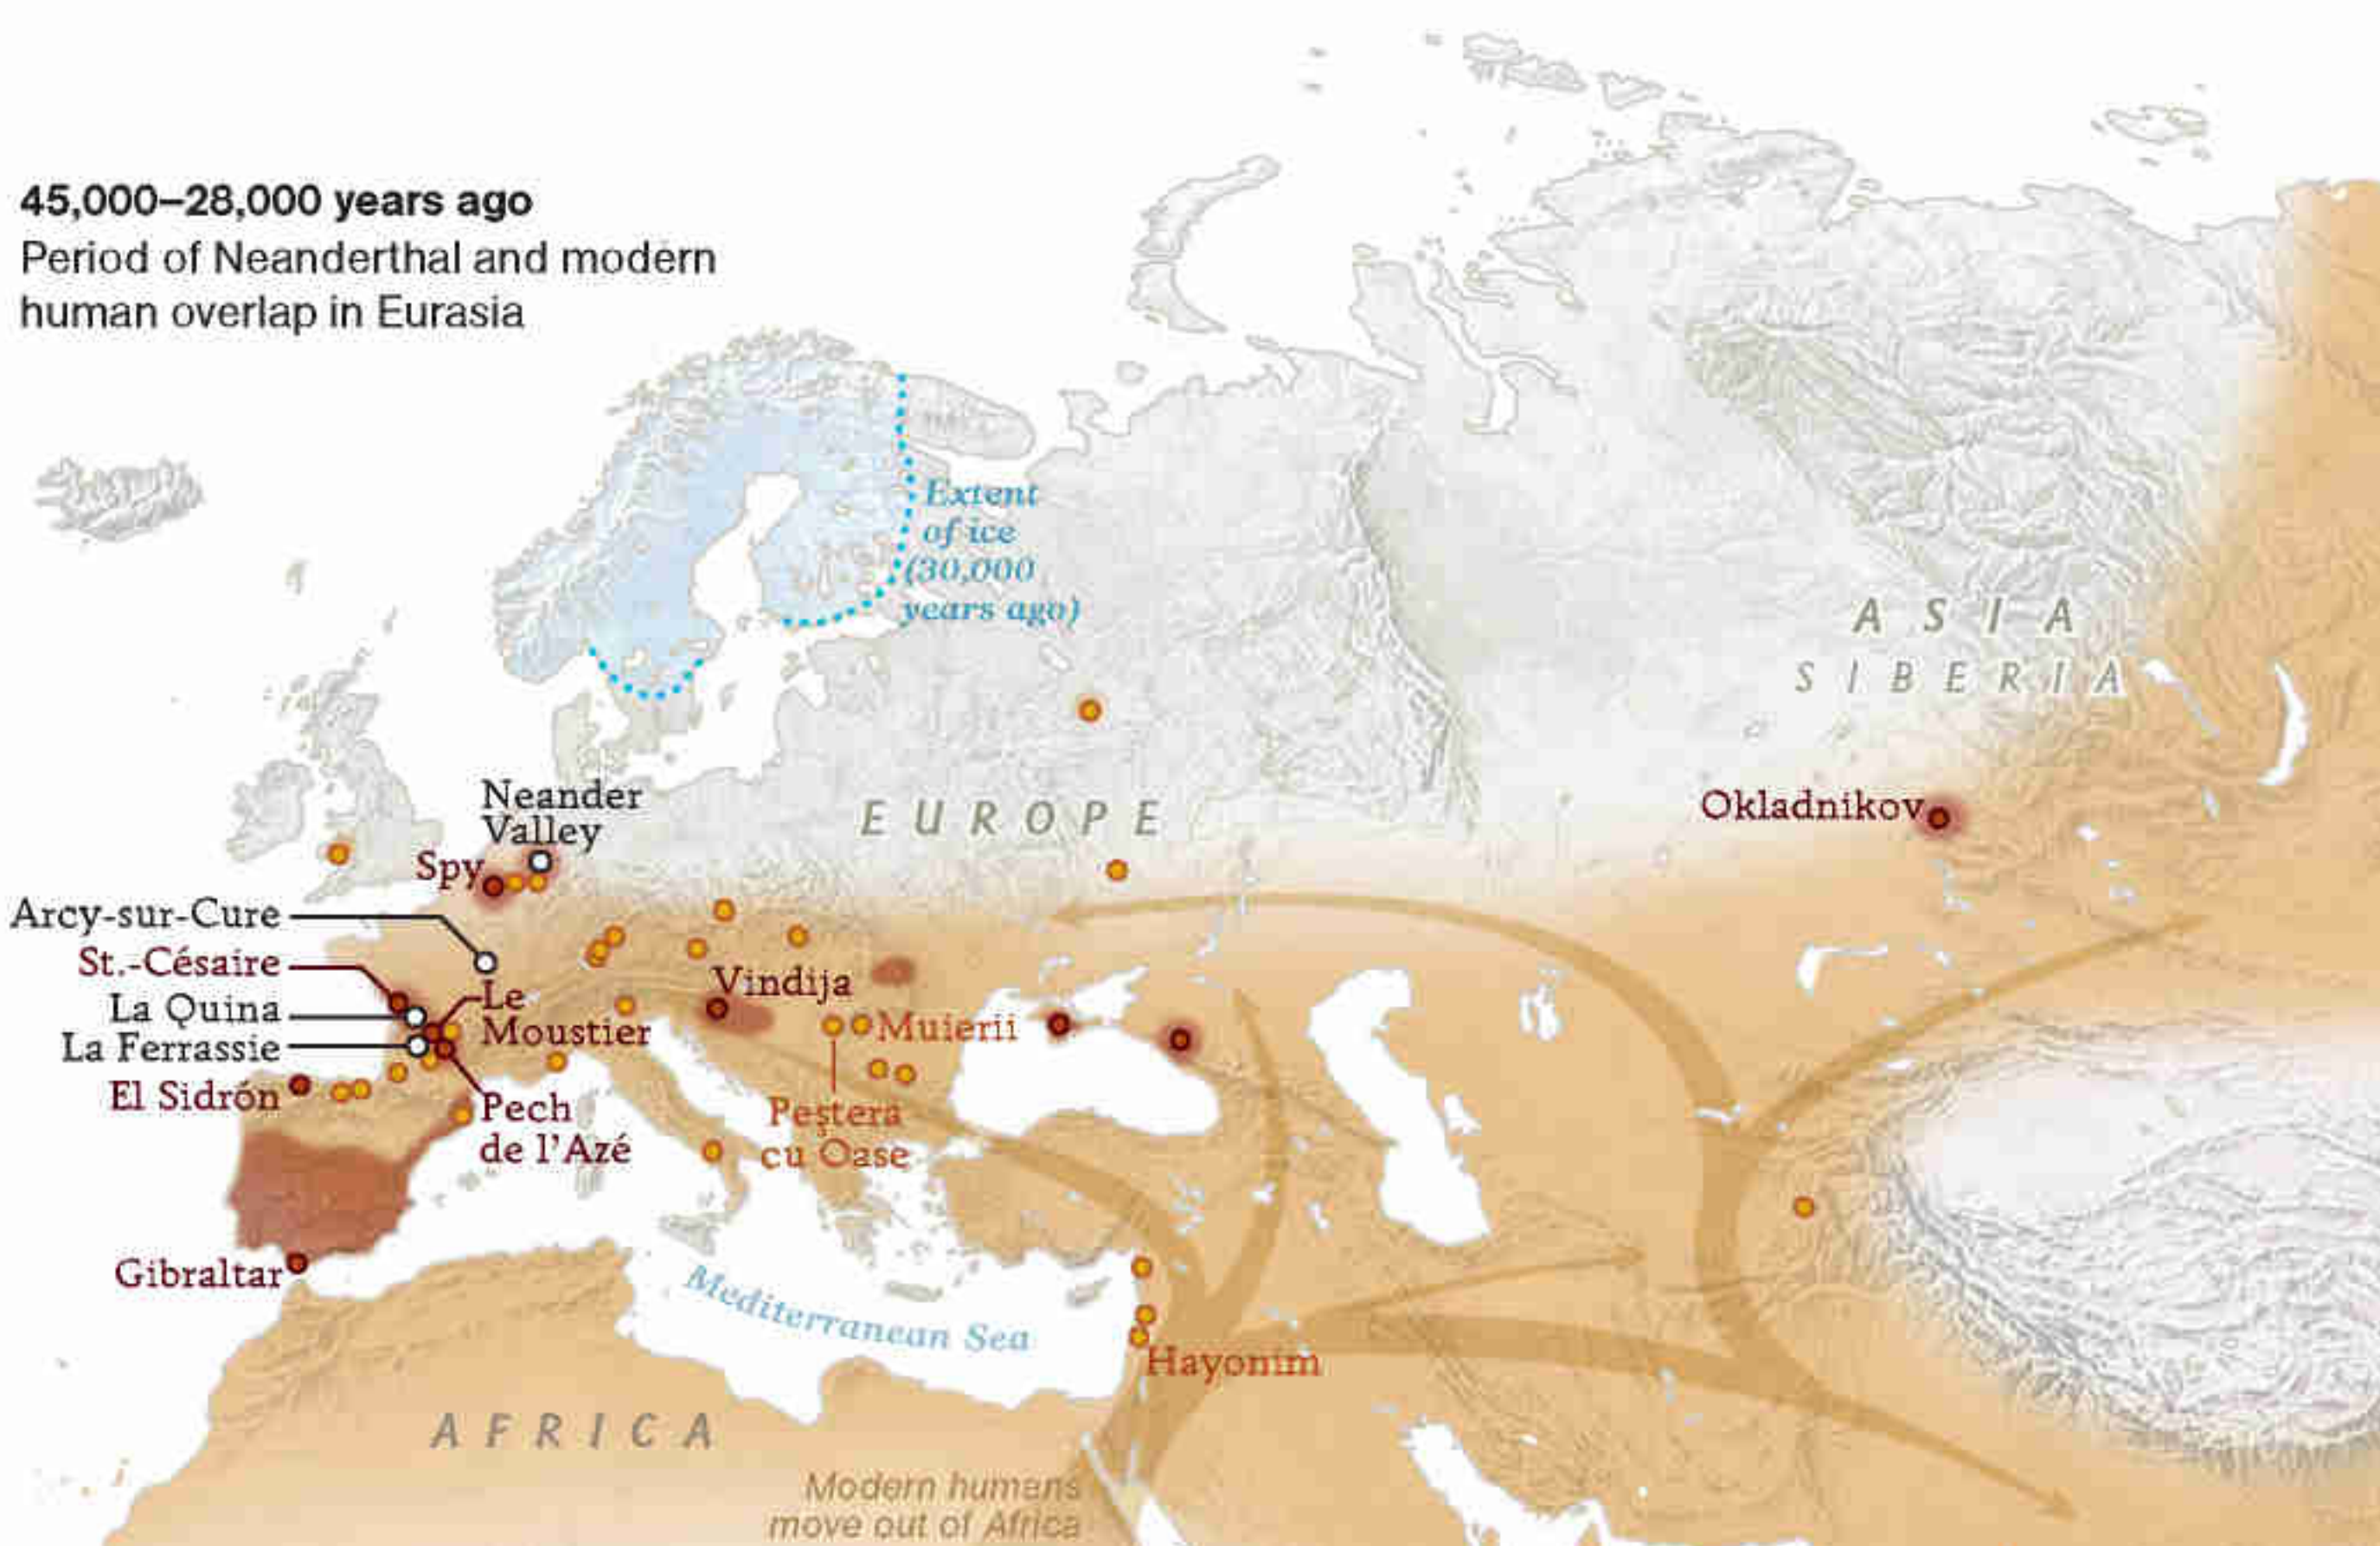 45,000–28,000 years ago
Period of Neanderthal and modern
human overlap in Eurasia
Extent
of ice
(30,000
years ago)
A S I A
S I B E R I A
Neander
Valley
EUROPE
Okladnikov
Spy
Arcy-sur-Cure
St.-Césaire
Vindija
La Quina
Le
Moustier
Muierii
La Ferrassie
El Sidrón
Pech
de l'Azé
Peştera
cu Oase
Gibraltar
Mediterranean Sea
Hayonim
AFRICA
Modern humans
move out of Africa